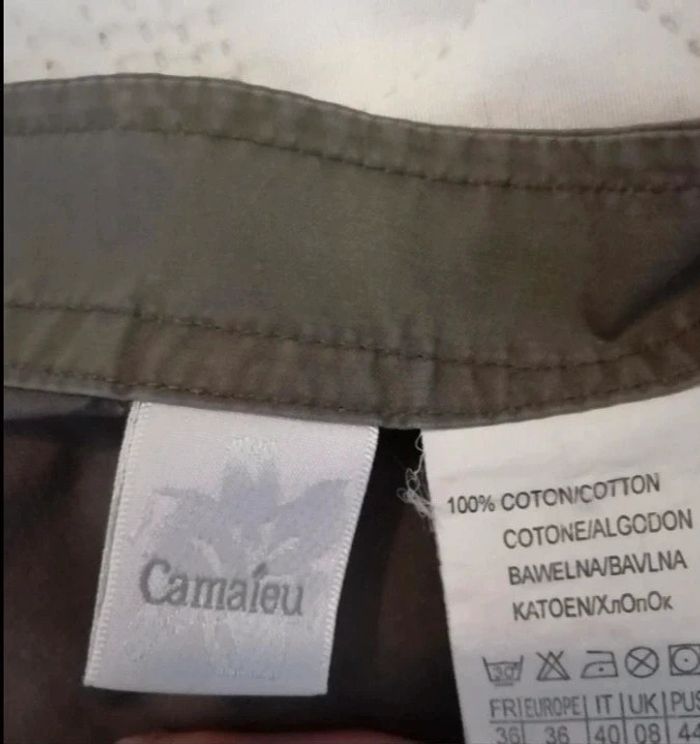 Camaïeu
100% COTON/COTTON
COTONE/ALGODON
BAWELNA/BAVLNA
KATOEN/ХлОпОк
30
FR|EUROPE| IT |UK|PUS
36| 36 |40|08|44